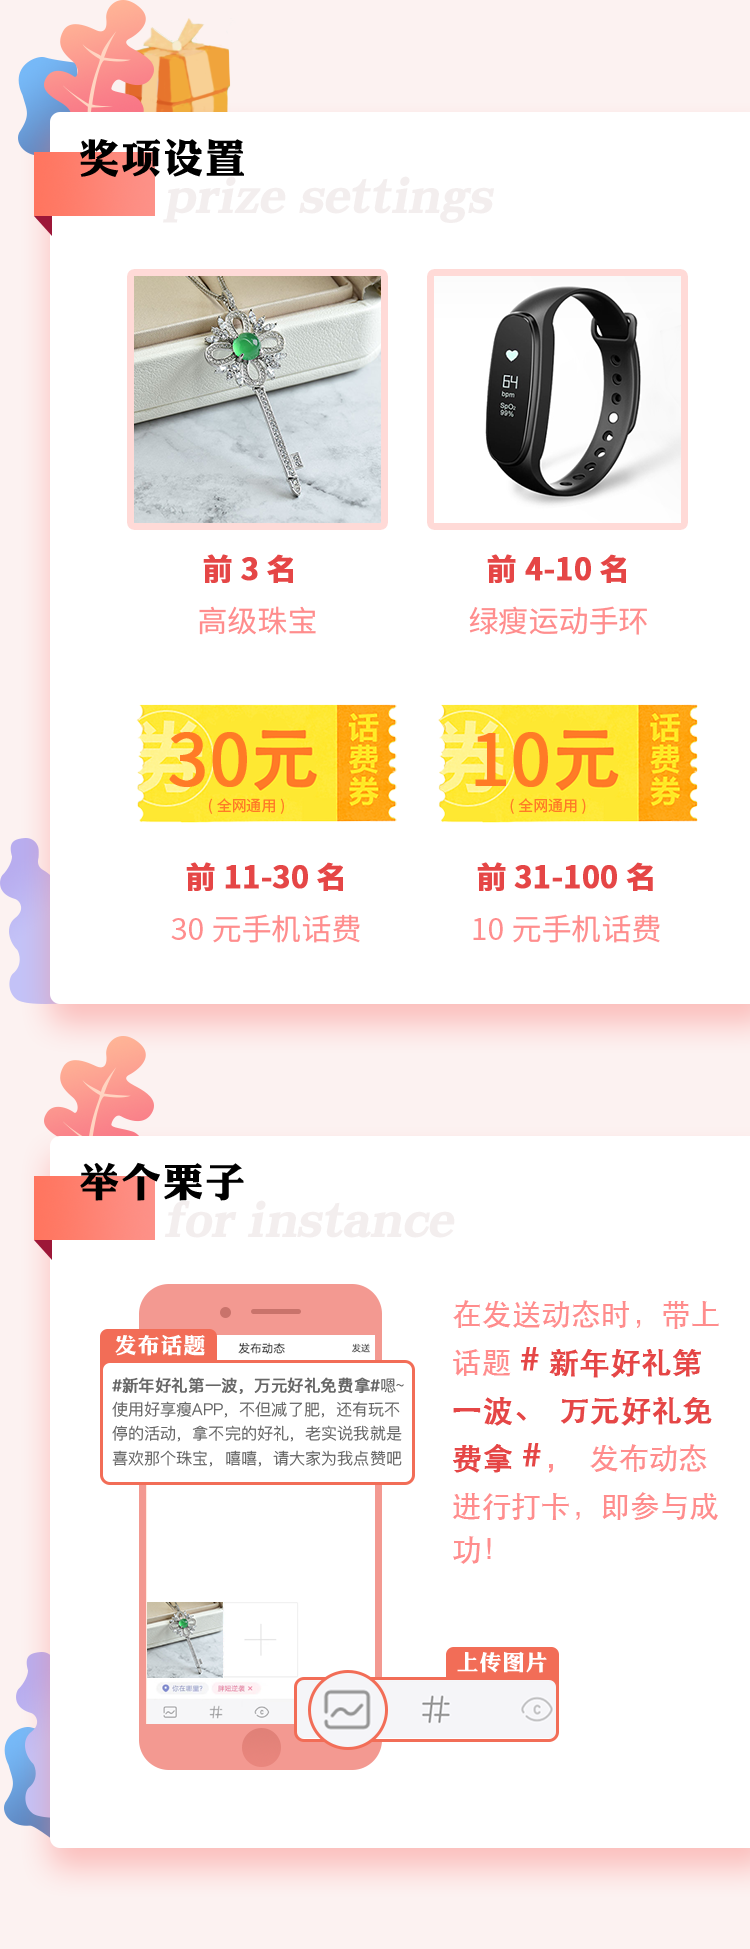 奖项设置
prize settings
64
bpm
SpO₂
99%
前 3 名
前 4-10 名
高级珠宝
绿瘦运动手环
券
30元
(全网通用)
话费券
券
10元
(全网通用)
话费券
前 11-30 名
前 31-100 名
30 元手机话费
10 元手机话费
举个栗子
for instance
发布话题
发布动态
发送
#新年好礼第一波，万元好礼免费拿#嗯~
使用好享瘦APP，不但减了肥，还有玩不
停的活动，拿不完的好礼，老实说我就是
喜欢那个珠宝，嘻嘻，请大家为我点赞吧
在发送动态时，带上
话题 # 新年好礼第
一波、 万元好礼免
费拿 #， 发布动态
进行打卡，即参与成
功！
你在哪里?
上传图片